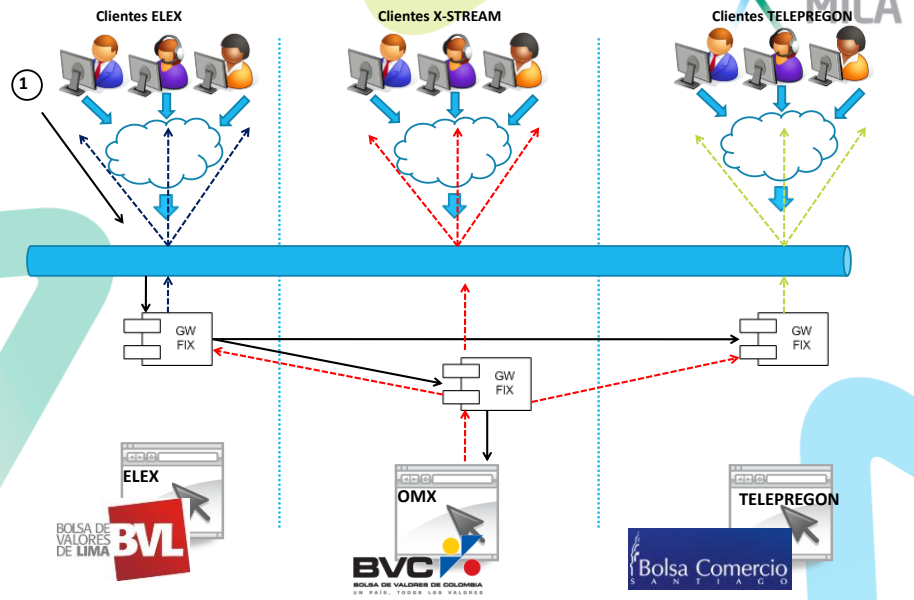 MILA
Clientes ELEX
Clientes X-STREAM
Clientes TELEPREGON
1
GW
FIX
GW
FIX
GW
FIX
ELEX
OMX
TELEPREGON
BOLSA DE
VALORES
DE LIMA
BVL
BVC
BOLSA DE VALORES DE COLOMBIA
UN PAÍS, TODOS LOS VALORES
Bolsa Comercio
SANTIAGO